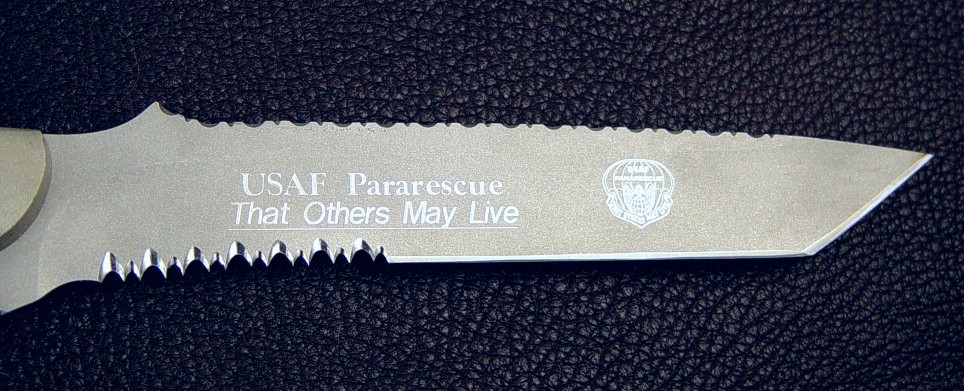 USAF Pararescue
That Others May Live